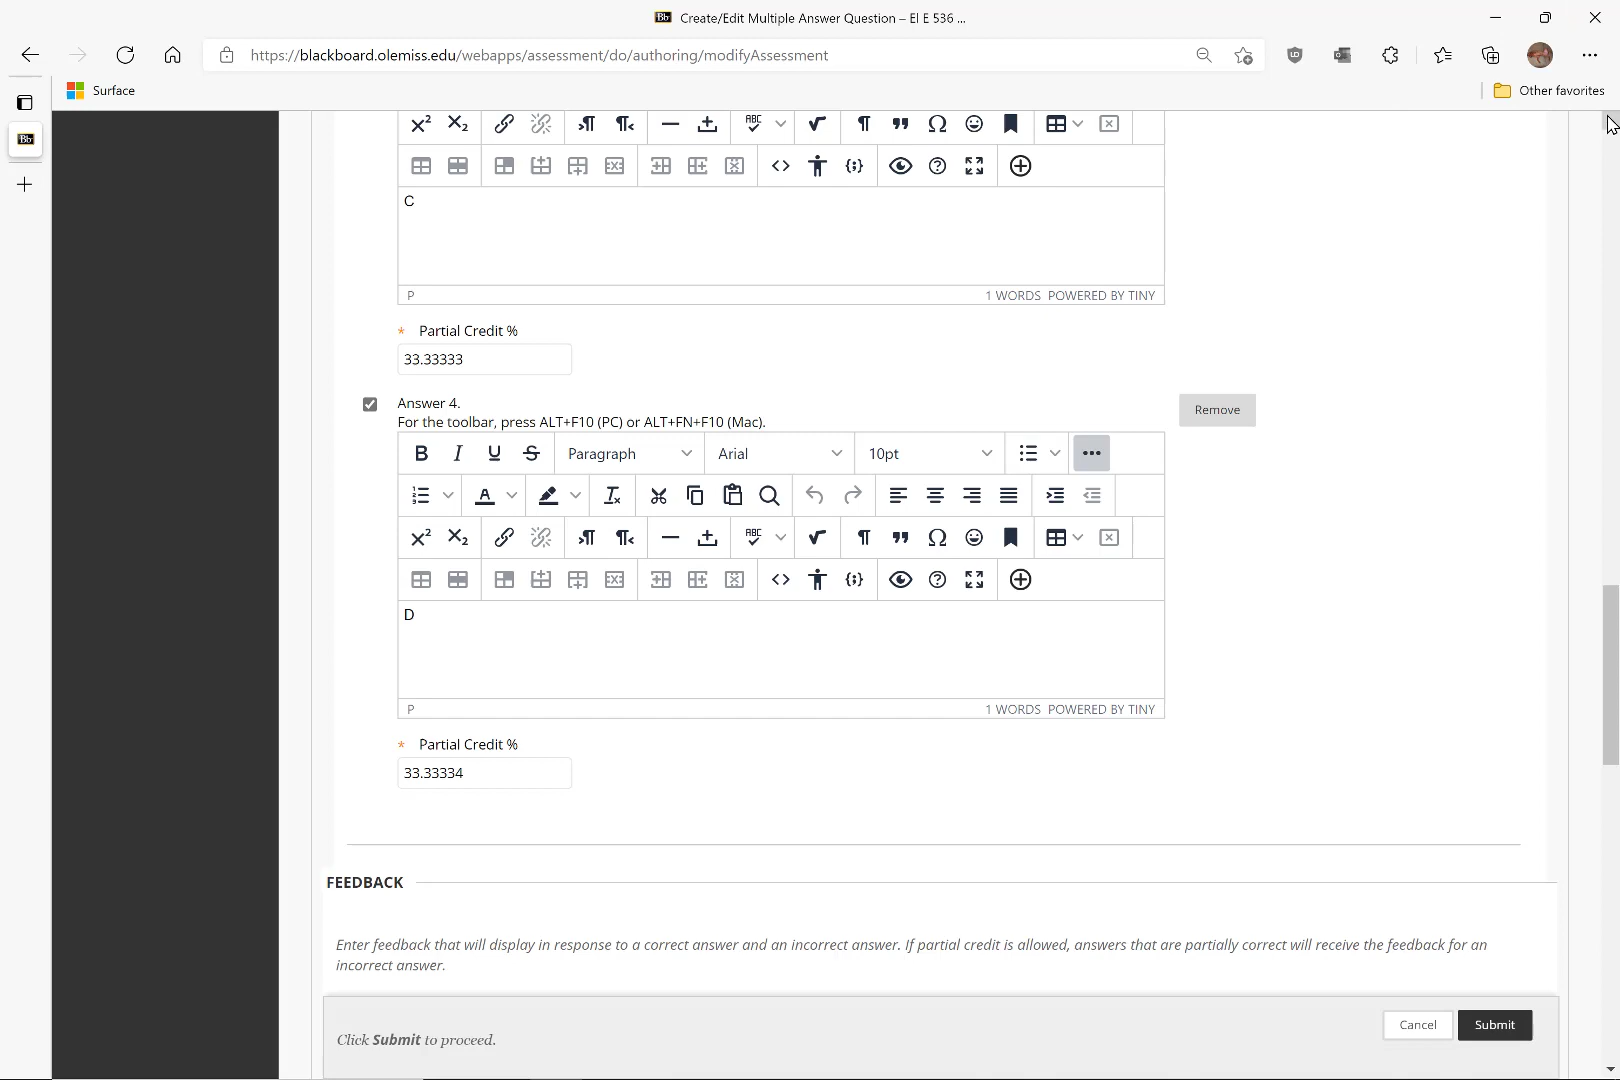 Create/Edit Multiple Answer Question – El E 536 ...
https://blackboard.olemiss.edu/webapps/assessment/do/authoring/modifyAssessment
Surface
Other favorites
C
P
1 WORDS POWERED BY TINY
* Partial Credit %
33.33333
Answer 4.
Remove
For the toolbar, press ALT+F10 (PC) or ALT+FN+F10 (Mac).
B I U S Paragraph Arial 10pt
D
P
1 WORDS POWERED BY TINY
* Partial Credit %
33.33334
FEEDBACK
Enter feedback that will display in response to a correct answer and an incorrect answer. If partial credit is allowed, answers that are partially correct will receive the feedback for an
incorrect answer.
Click Submit to proceed.
Cancel
Submit